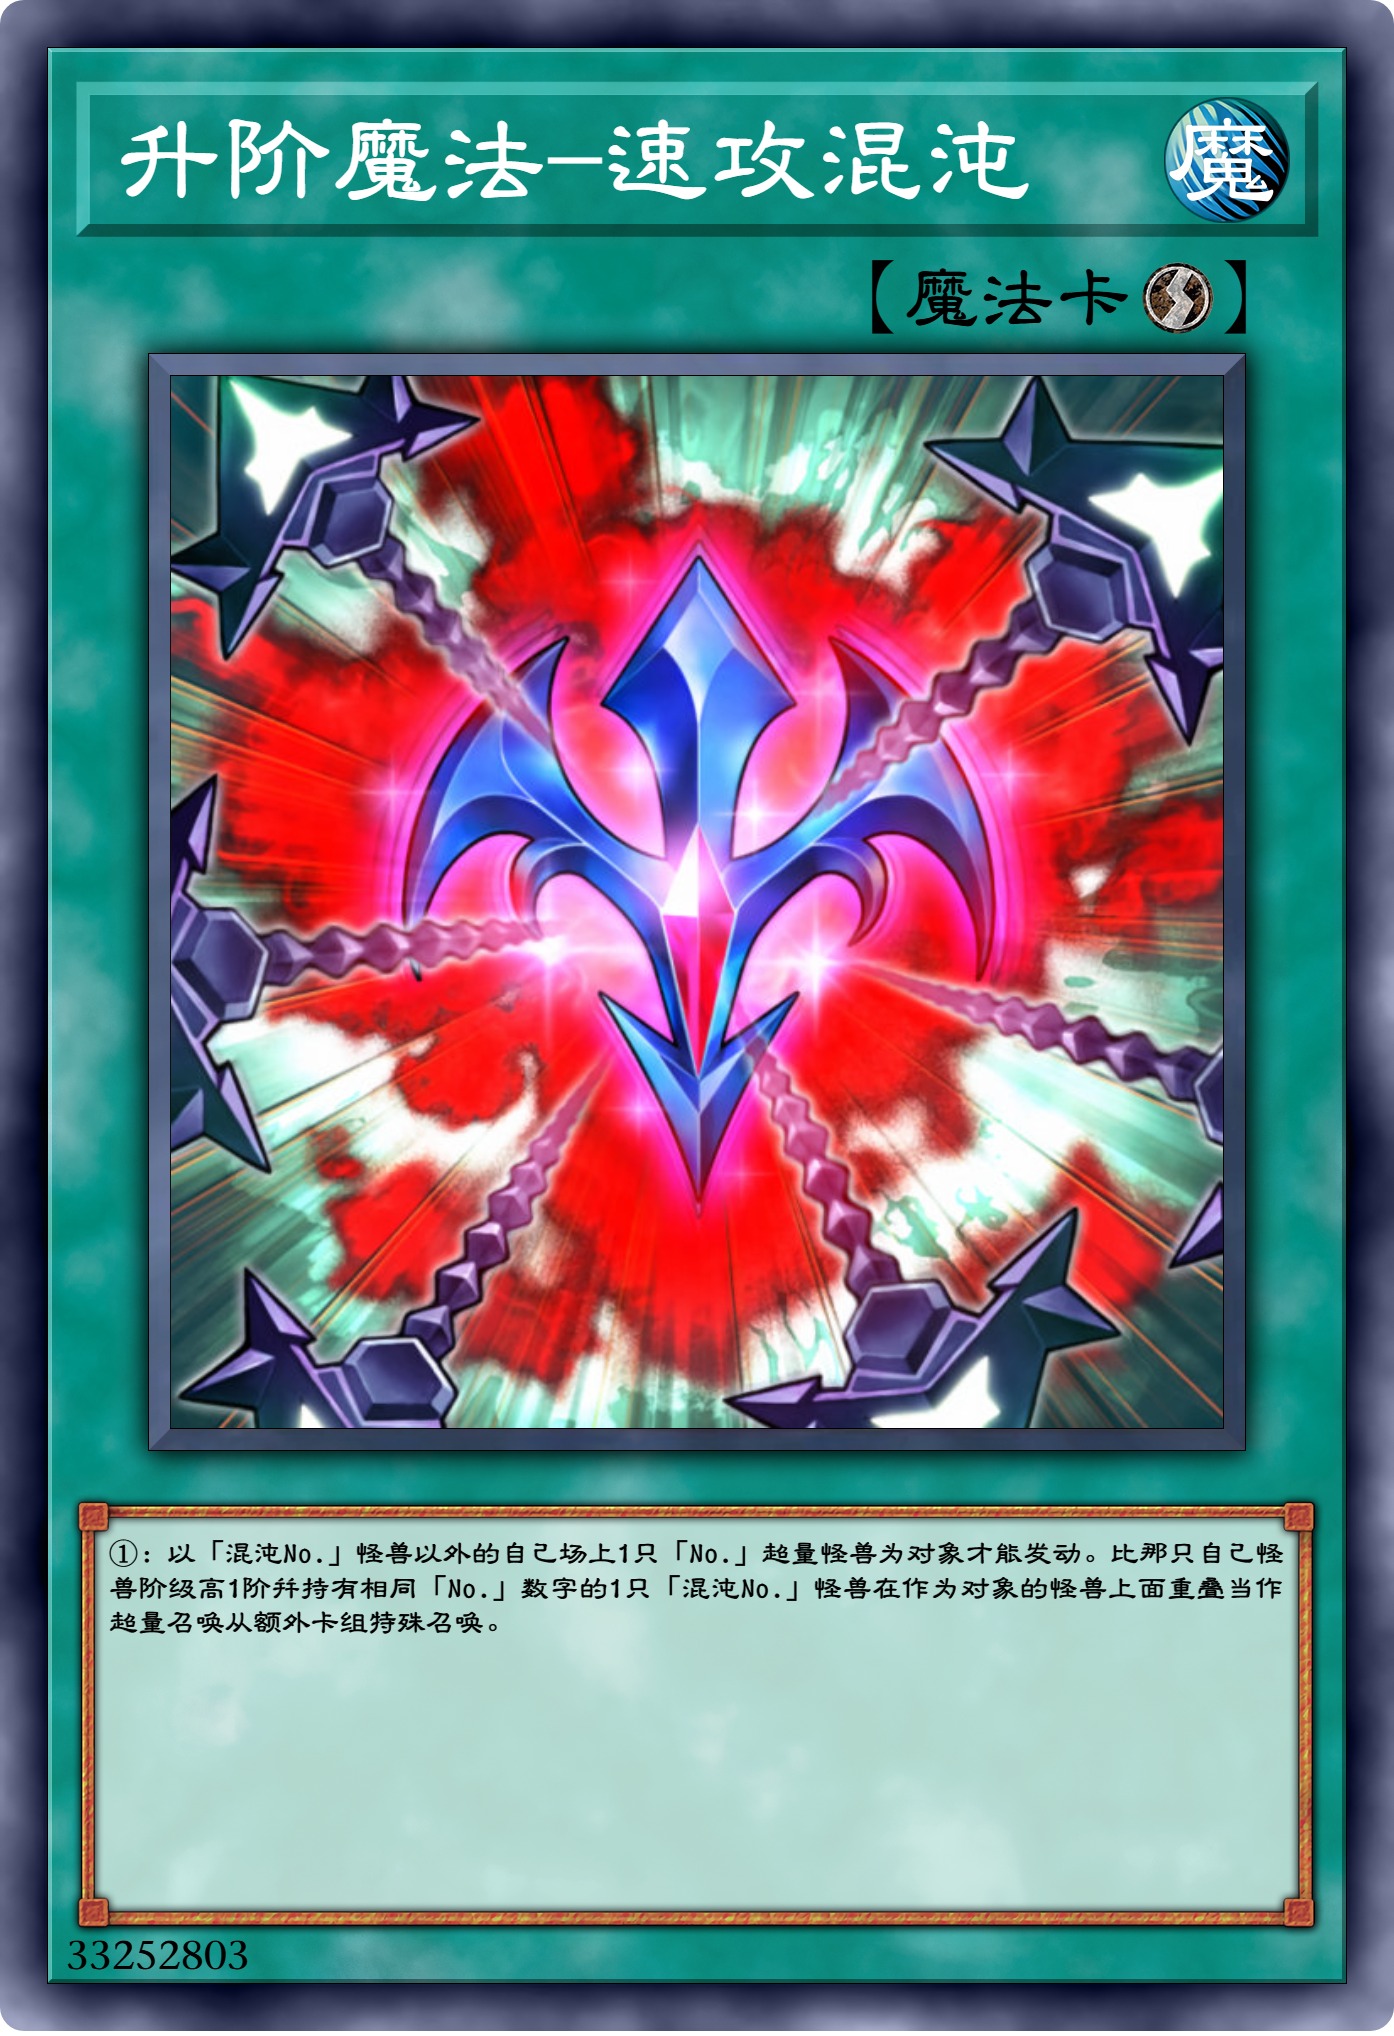 升阶魔法-速攻混沌
魔
【魔法卡】
①：以「混沌No.」怪兽以外的自己场上1只「No.」超量怪兽为对象才能发动。比那只自己怪
兽阶级高1阶并持有相同「No.」数字的1只「混沌No.」怪兽在作为对象的怪兽上面重叠当作
超量召唤从额外卡组特殊召唤。
33252803